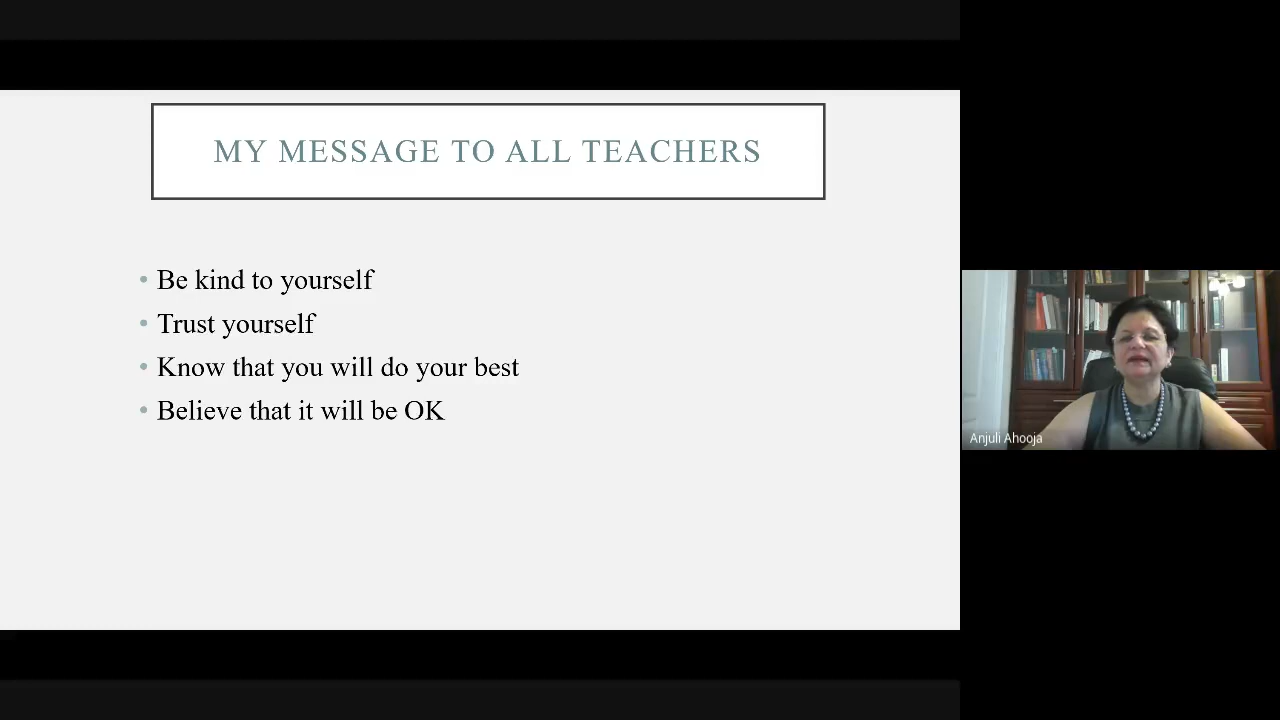 MY MESSAGE TO ALL TEACHERS
• Be kind to yourself
• Trust yourself
• Know that you will do your best
• Believe that it will be OK
Anjuli Ahooja